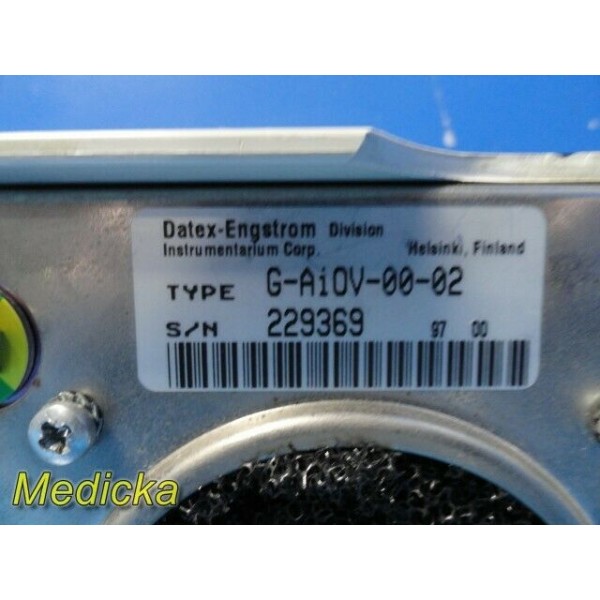 Datex-Engstrom Division
Instrumentarium Corp. Helsinki, Finland
TYPE G-AiOV-00-02
S/N 229369 97 00
Medicka